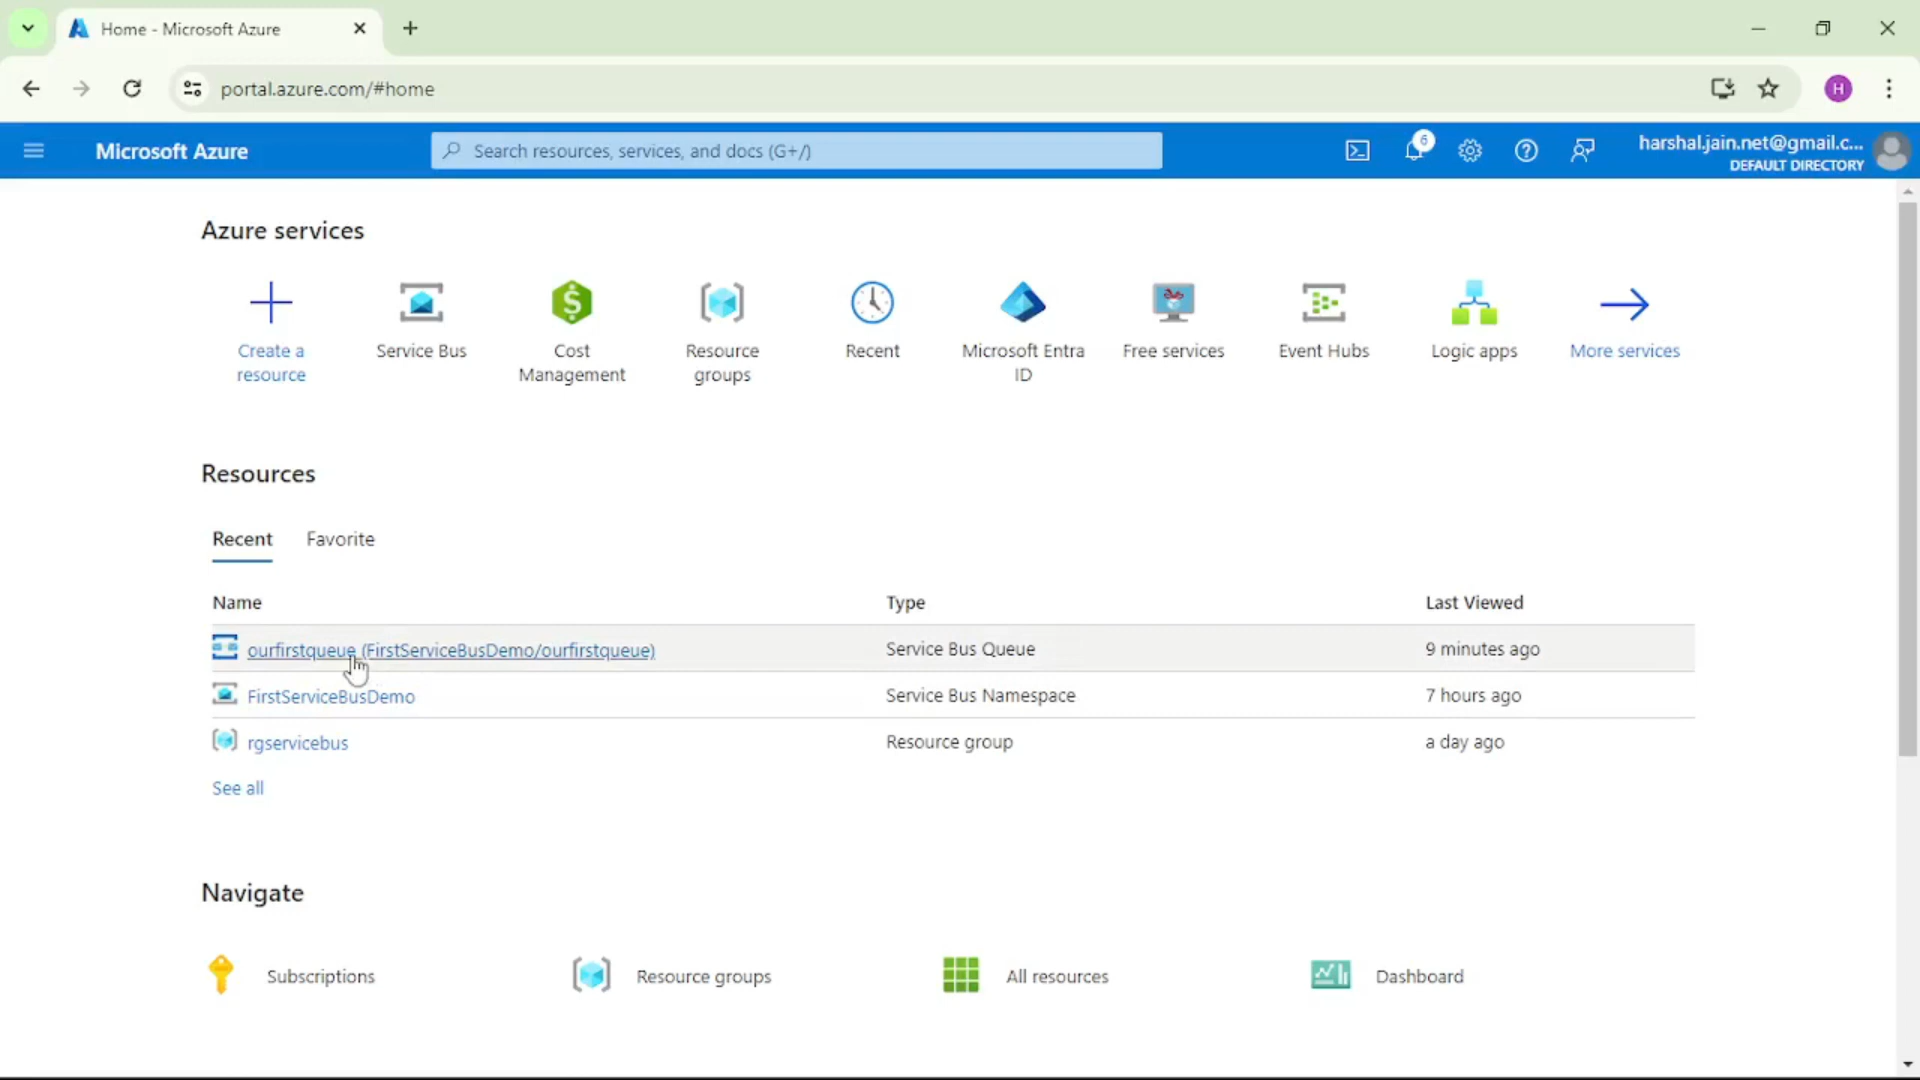 Home - Microsoft Azure
portal.azure.com/#home
H
Microsoft Azure
Search resources, services, and docs (G+/)
6
harshal.jain.net@gmail.c...
DEFAULT DIRECTORY
Azure services
Create a
resource
Service Bus
Cost
Management
Resource
groups
Recent
Microsoft Entra
ID
Free services
Event Hubs
Logic apps
More services
Resources
Recent
Favorite
Name
Type
Last Viewed
ourfirstqueue (FirstServiceBusDemo/ourfirstqueue)
Service Bus Queue
9 minutes ago
FirstServiceBusDemo
Service Bus Namespace
7 hours ago
rgservicebus
Resource group
a day ago
See all
Navigate
Subscriptions
Resource groups
All resources
Dashboard